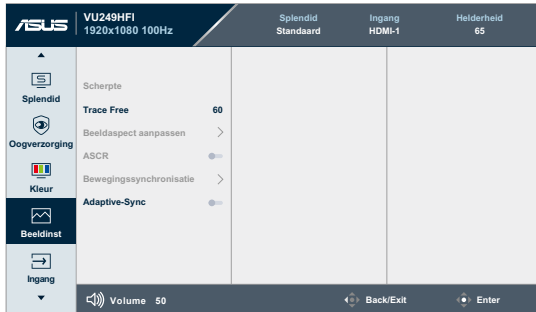 ASUS
VU249HFI
1920x1080 100Hz
Splendid
Standaard
Ingang
HDMI-1
Helderheid
65
Splendid
Oogverzorging
Kleur
Beeldinst
Ingang
Scherpte
Trace Free 60
Beeldaspect aanpassen
ASCR
Bewegingssynchronisatie
Adaptive-Sync
Volume 50
Back/Exit
Enter